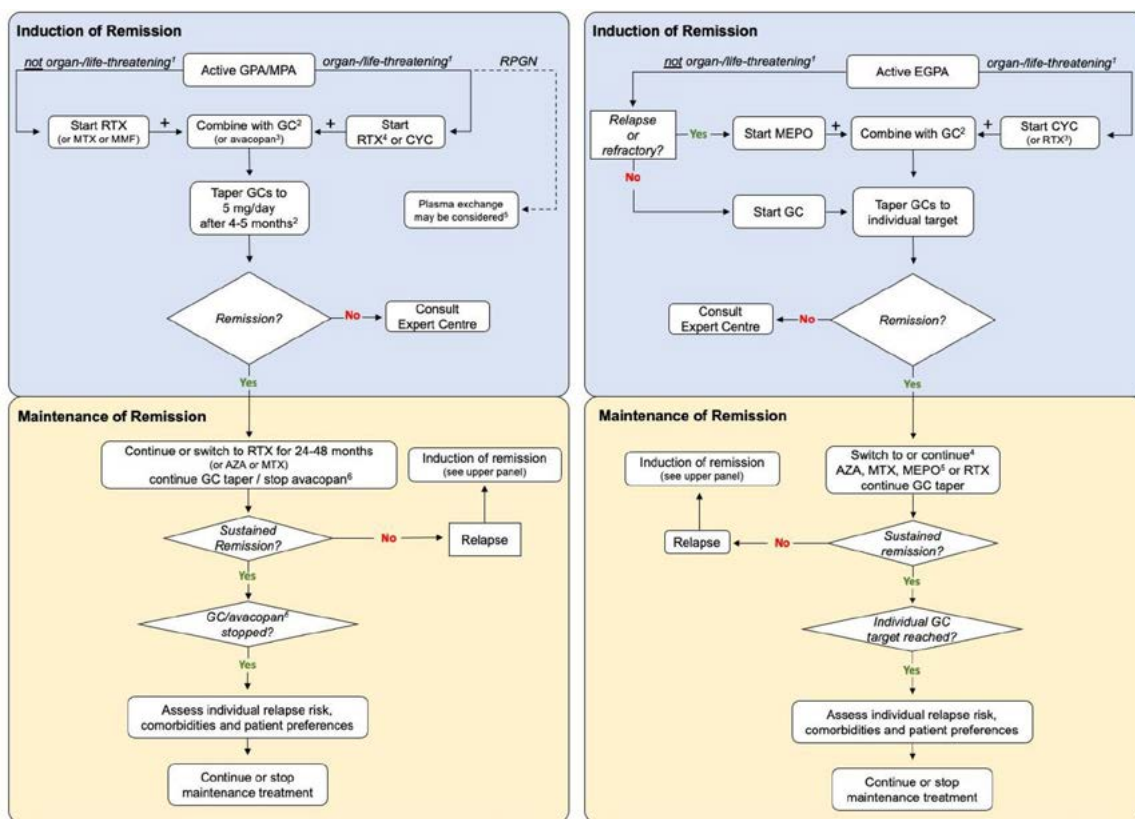 Induction of Remission
not organ-/life-threatening¹
Active GPA/MPA
organ-/life-threatening¹
RPGN
Start RTX
(or MTX or MMF)
+
Combine with GC²
(or avacopan³)
+
Start
RTX⁴ or CYC
Taper GCs to
5 mg/day
after 4-5 months²
Plasma exchange
may be considered⁵
Remission?
No
Consult
Expert Centre
Yes
Maintenance of Remission
Continue or switch to RTX for 24-48 months
(or AZA or MTX)
continue GC taper / stop avacopan⁶
Induction of remission
(see upper panel)
Sustained
Remission?
No
Relapse
Yes
GC/avacopan⁶
stopped?
Yes
Assess individual relapse risk,
comorbidities and patient preferences
Continue or stop
maintenance treatment
Induction of Remission
not organ-/life-threatening¹
Active EGPA
organ-/life-threatening¹
Relapse
or
refractory?
Yes
Start MEPO
+
Combine with GC²
+
Start CYC
(or RTX³)
No
Start GC
Taper GCs to
individual target
Consult
Expert Centre
No
Remission?
Yes
Maintenance of Remission
Switch to or continue⁴
AZA, MTX, MEPO⁵ or RTX
continue GC taper
Induction of remission
(see upper panel)
Relapse
No
Sustained
remission?
Yes
Individual GC
target reached?
Yes
Assess individual relapse risk,
comorbidities and patient preferences
Continue or stop
maintenance treatment